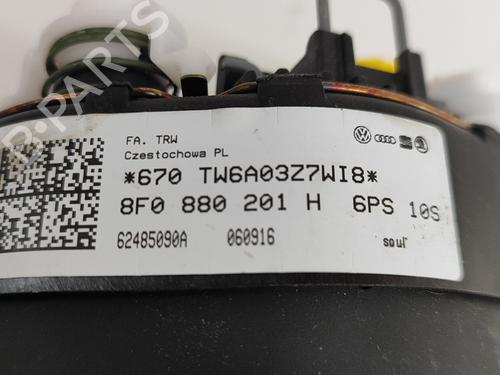 B-PARTS
FA. TRW
Czestochowa PL
*670 TW6A03Z7WI8*
8F0 880 201 H 6PS 10S
62485090A 060916 soul